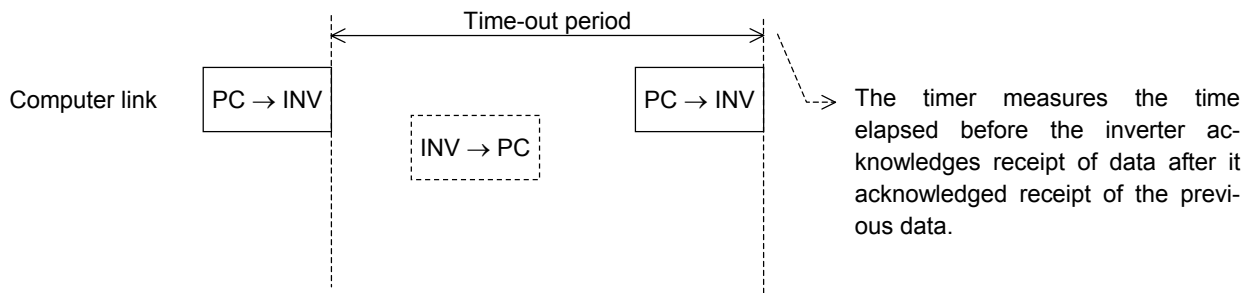 Time-out period
Computer link
PC → INV
PC → INV
INV → PC
The timer measures the time
elapsed before the inverter ac-
knowledges receipt of data after it
acknowledged receipt of the previ-
ous data.